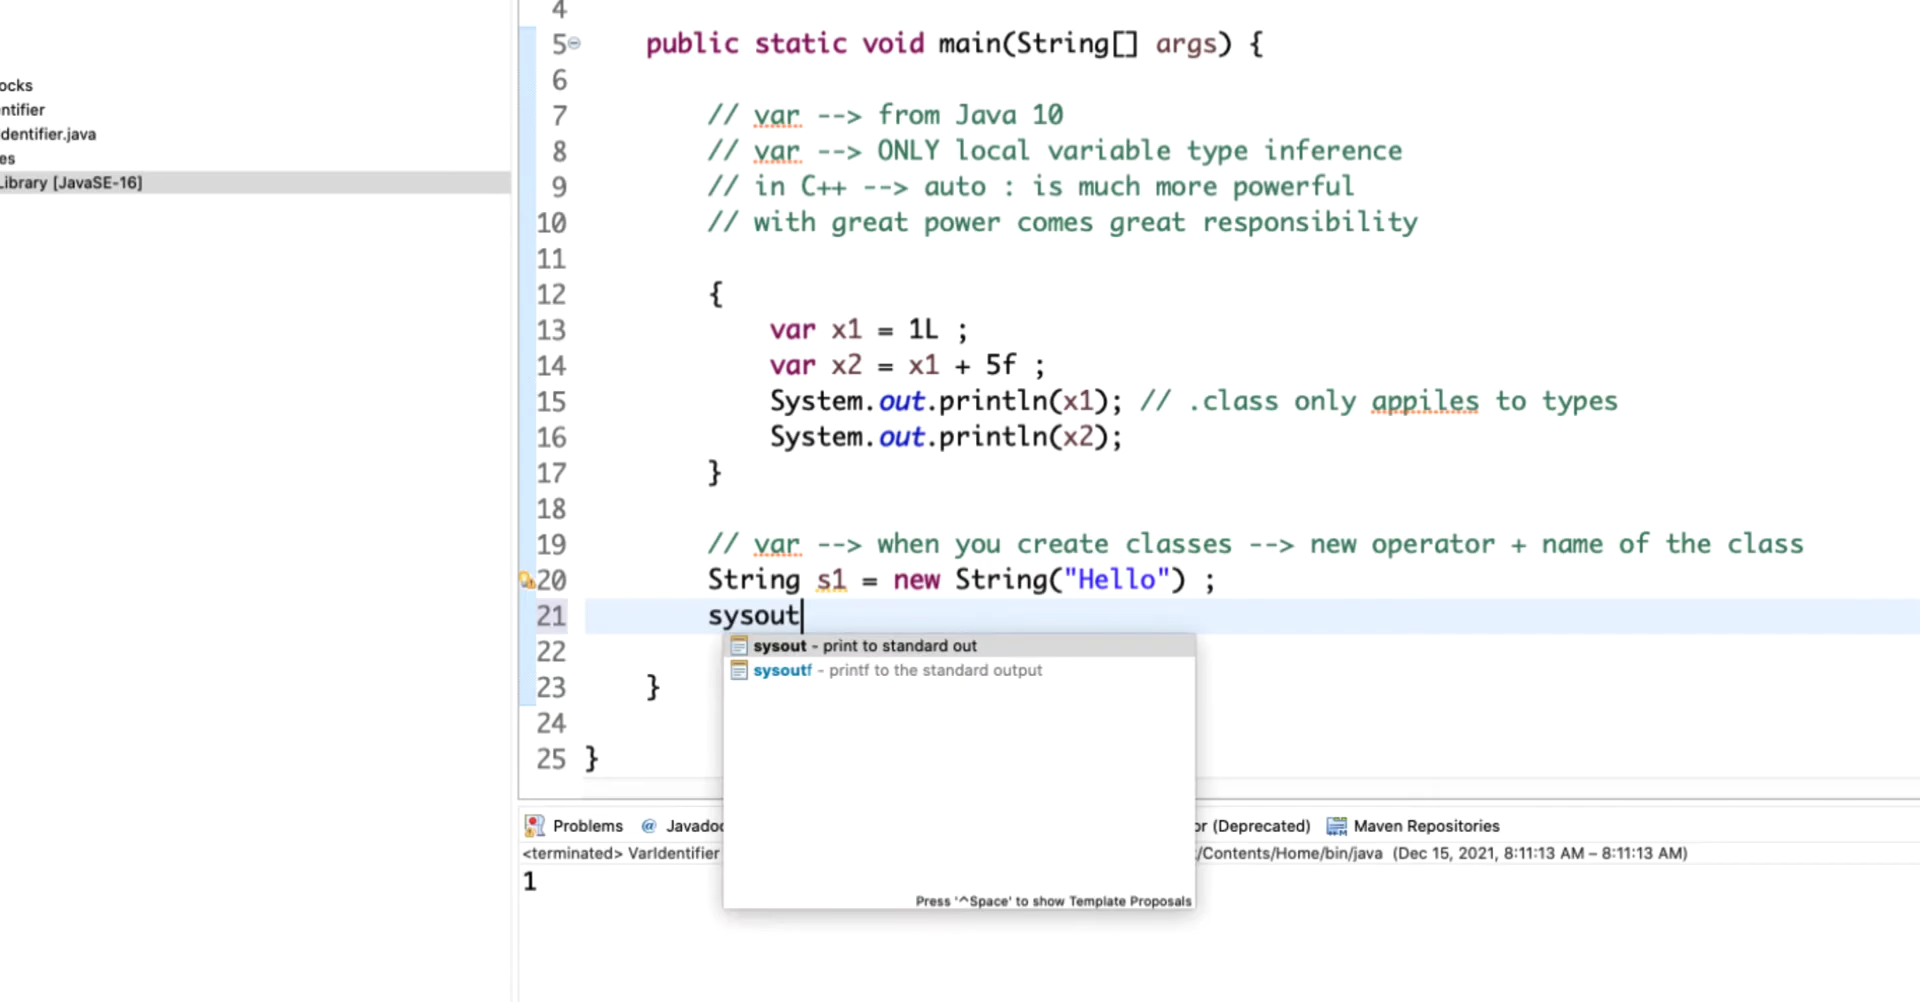 ocks
ntifier
dentifier.java
es
Library [JavaSE-16]
4
5 public static void main(String[] args) {
6
7 // var --> from Java 10
8 // var --> ONLY local variable type inference
9 // in C++ --> auto : is much more powerful
10 // with great power comes great responsibility
11
12 {
13 var x1 = 1L ;
14 var x2 = x1 + 5f ;
15 System.out.println(x1); // .class only appiles to types
16 System.out.println(x2);
17 }
18
19 // var --> when you create classes --> new operator + name of the class
20 String s1 = new String("Hello") ;
21 sysout
sysout - print to standard out
22
sysoutf - printf to the standard output
23 }
24
25 }
Problems @ Javadoc or (Deprecated) Maven Repositories
<terminated> VarIdentifier /Contents/Home/bin/java (Dec 15, 2021, 8:11:13 AM – 8:11:13 AM)
1
Press '^Space' to show Template Proposals